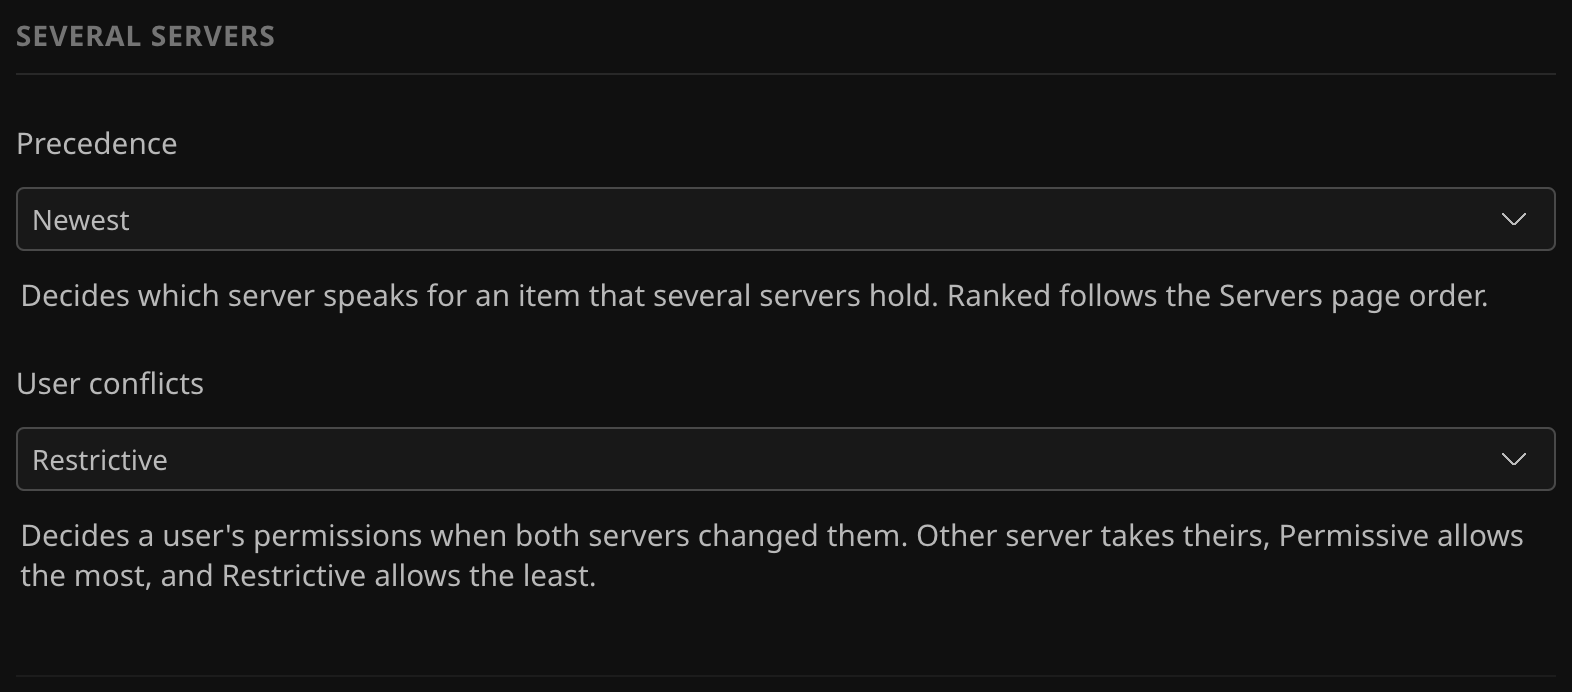 SEVERAL SERVERS
Precedence
Newest
Decides which server speaks for an item that several servers hold. Ranked follows the Servers page order.
User conflicts
Restrictive
Decides a user's permissions when both servers changed them. Other server takes theirs, Permissive allows
the most, and Restrictive allows the least.